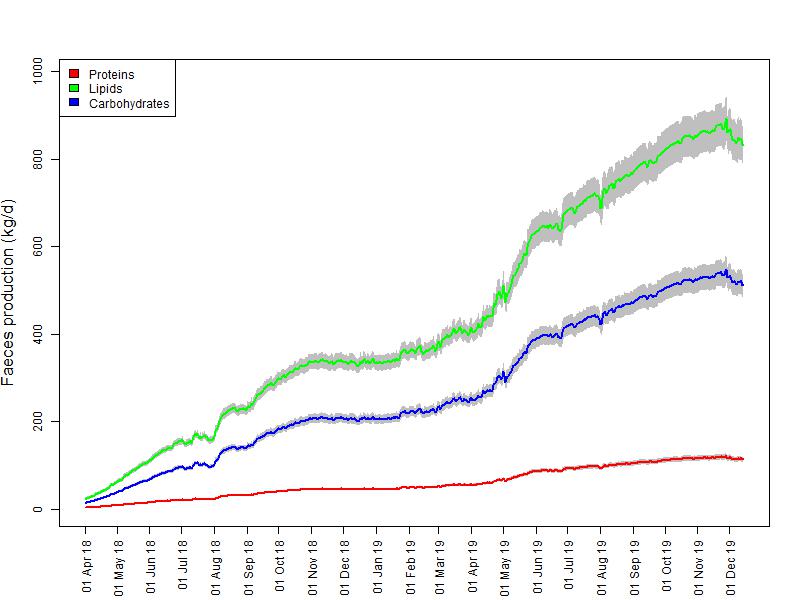 Proteins
Lipids
Carbohydrates
Faeces production (kg/d)
1000
800
600
400
200
0
01 Apr 18
01 May 18
01 Jun 18
01 Jul 18
01 Aug 18
01 Sep 18
01 Oct 18
01 Nov 18
01 Dec 18
01 Jan 19
01 Feb 19
01 Mar 19
01 Apr 19
01 May 19
01 Jun 19
01 Jul 19
01 Aug 19
01 Sep 19
01 Oct 19
01 Nov 19
01 Dec 19